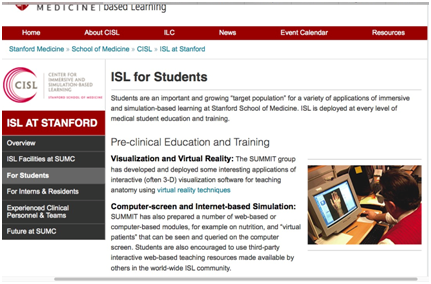 MEDICINE | based Learning
Home About CISL ILC News Event Calendar Resources
Stanford Medicine » School of Medicine » CISL » ISL at Stanford
CISL
CENTER FOR
IMMERSIVE AND
SIMULATION-BASED
LEARNING
STANFORD SCHOOL OF MEDICINE
ISL AT STANFORD
Overview
ISL Facilities at SUMC
For Students
For Interns & Residents
Experienced Clinical
Personnel & Teams
Future at SUMC
ISL for Students
Students are an important and growing "target population" for a variety of applications of immersive
and simulation-based learning at Stanford School of Medicine. ISL is deployed at every level of
medical student education and training.
Pre-clinical Education and Training
Visualization and Virtual Reality: The SUMMIT group
has developed and deployed some interesting applications of
interactive (often 3-D) visualization software for teaching
anatomy using virtual reality techniques
Computer-screen and Internet-based Simulation:
SUMMIT has also prepared a number of web-based or
computer-based modules, for example on nutrition, and "virtual
patients" that can be seen and queried on the computer
screen. Students are also encouraged to use third-party
interactive web-based teaching resources made available by
others in the world-wide ISL community.